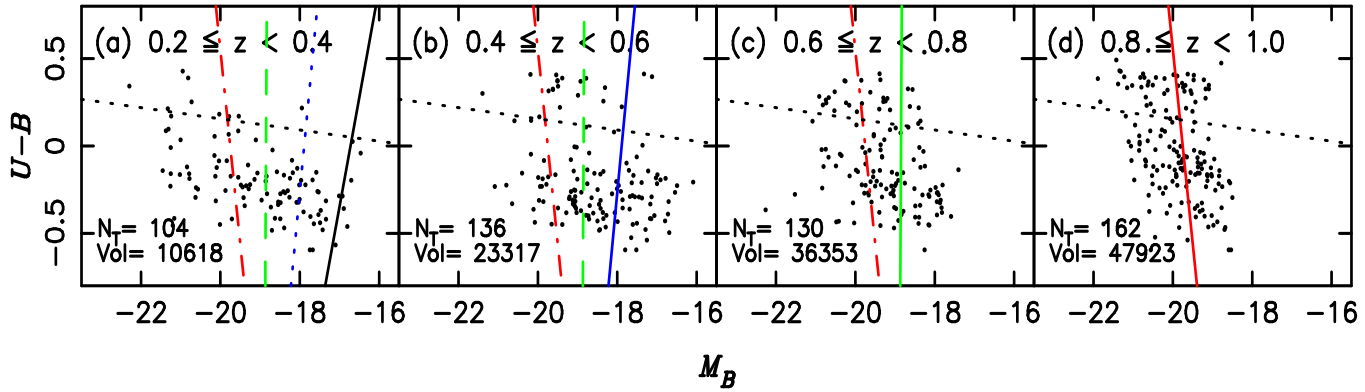 (a) 0.2 ≦ z < 0.4
(b) 0.4 ≦ z < 0.6
(c) 0.6 ≦ z < 0.8
(d) 0.8 ≦ z < 1.0
0.5
0
−0.5
U−B
N_T= 104
Vol= 10618
N_T= 136
Vol= 23317
N_T= 130
Vol= 36353
N_T= 162
Vol= 47923
−22 −20 −18 −16
−22 −20 −18 −16
−22 −20 −18 −16
−22 −20 −18 −16
M_B